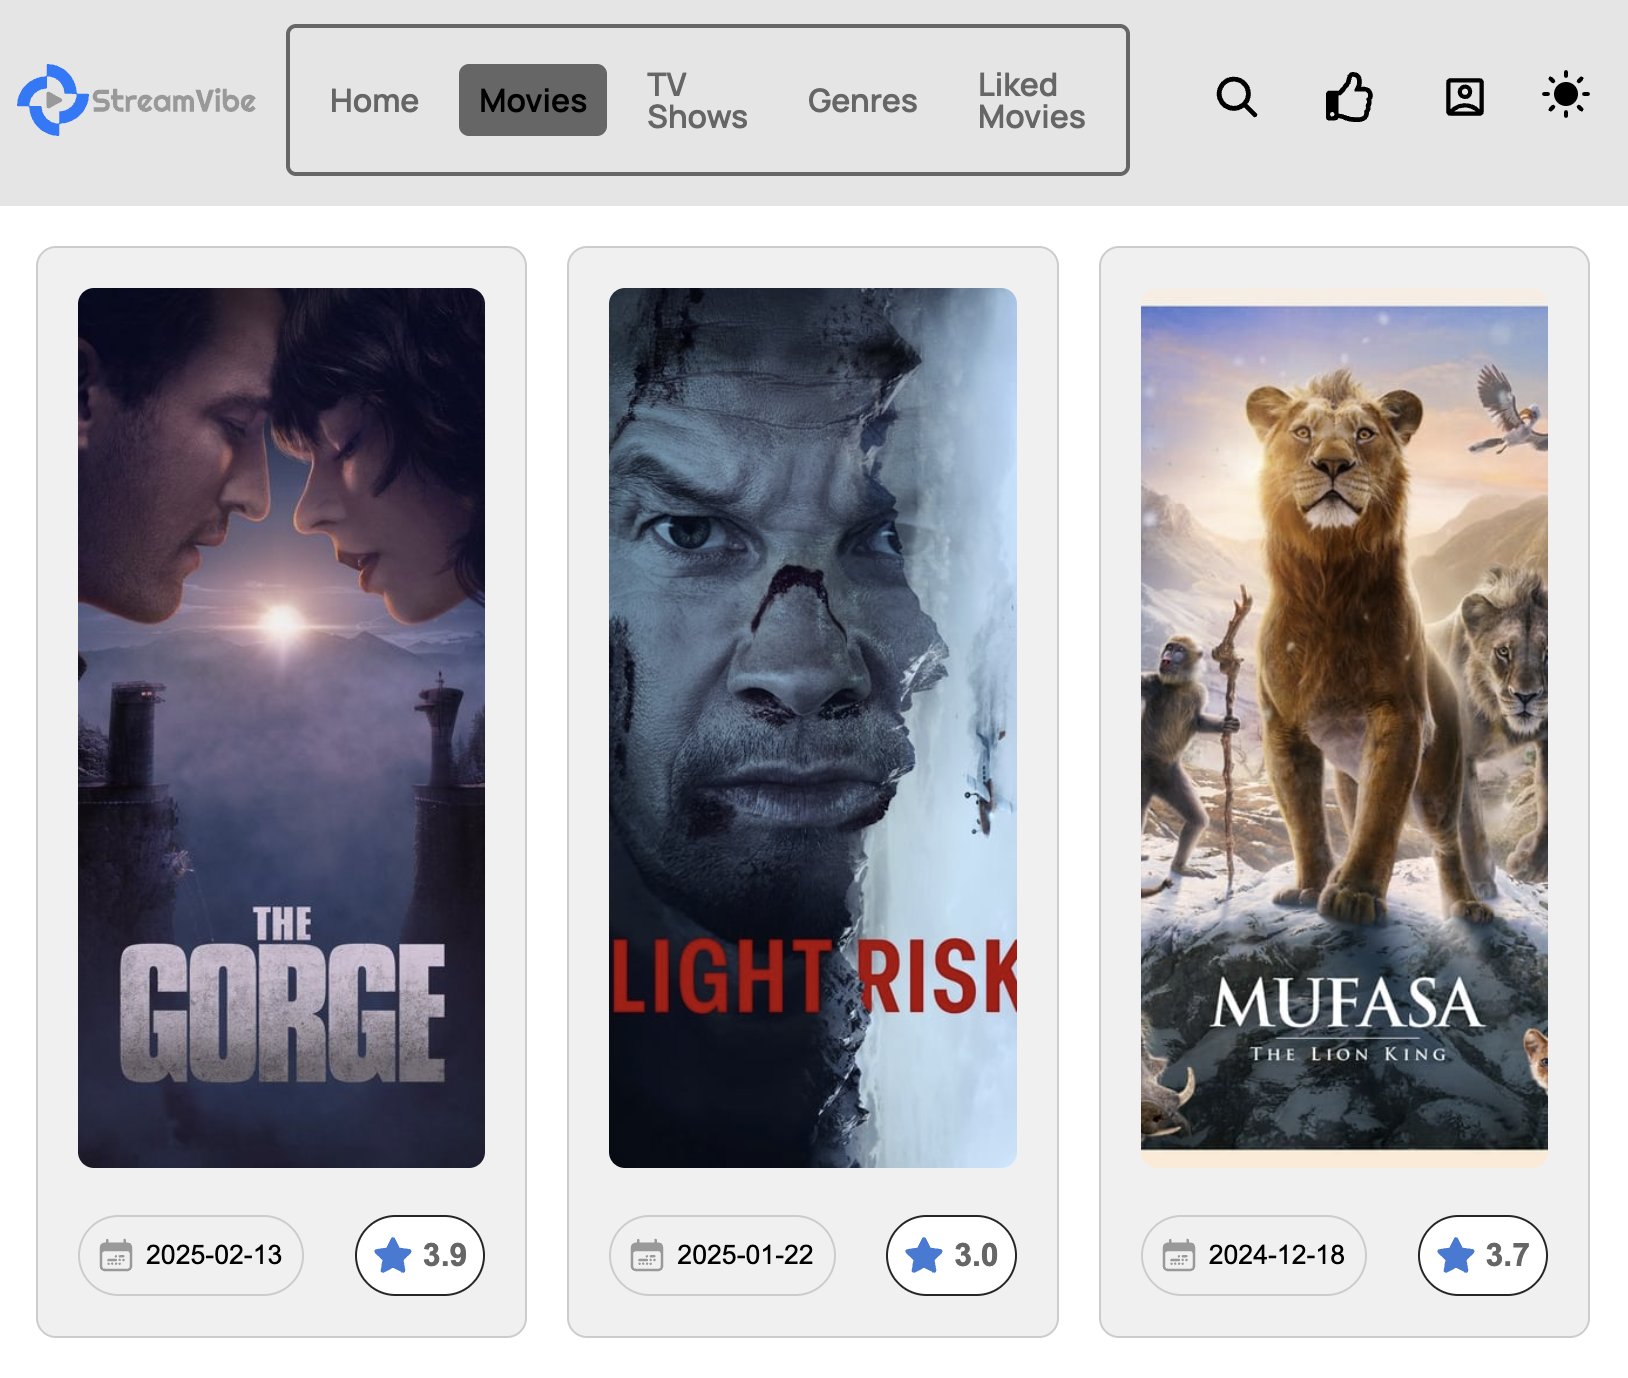 StreamVibe
Home
Movies
TV
Shows
Genres
Liked
Movies
THE
GORGE
LIGHT RISK
MUFASA
THE LION KING
2025-02-13
3.9
2025-01-22
3.0
2024-12-18
3.7